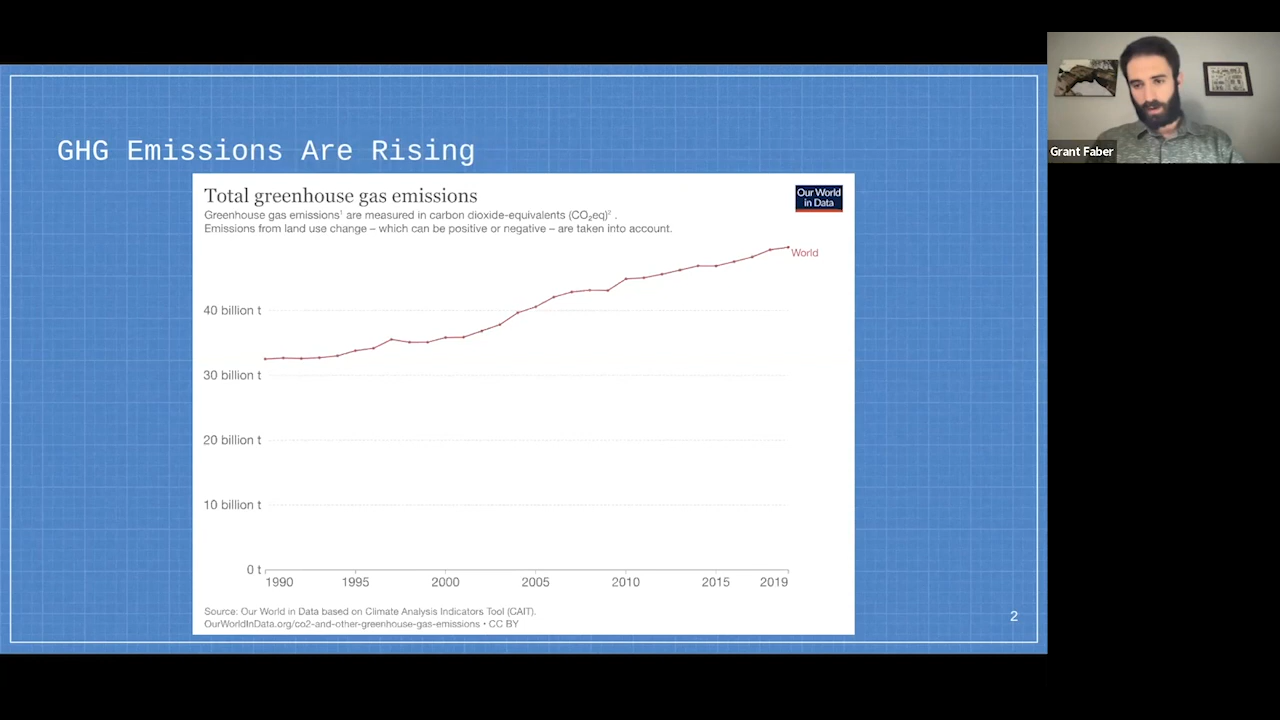 GHG Emissions Are Rising
Total greenhouse gas emissions
Our World
in Data
Greenhouse gas emissions¹ are measured in carbon dioxide-equivalents (CO₂eq)² .
Emissions from land use change – which can be positive or negative – are taken into account.
World
40 billion t
30 billion t
20 billion t
10 billion t
0 t
1990 1995 2000 2005 2010 2015 2019
Source: Our World in Data based on Climate Analysis Indicators Tool (CAIT).
OurWorldInData.org/co2-and-other-greenhouse-gas-emissions • CC BY
2
Grant Faber